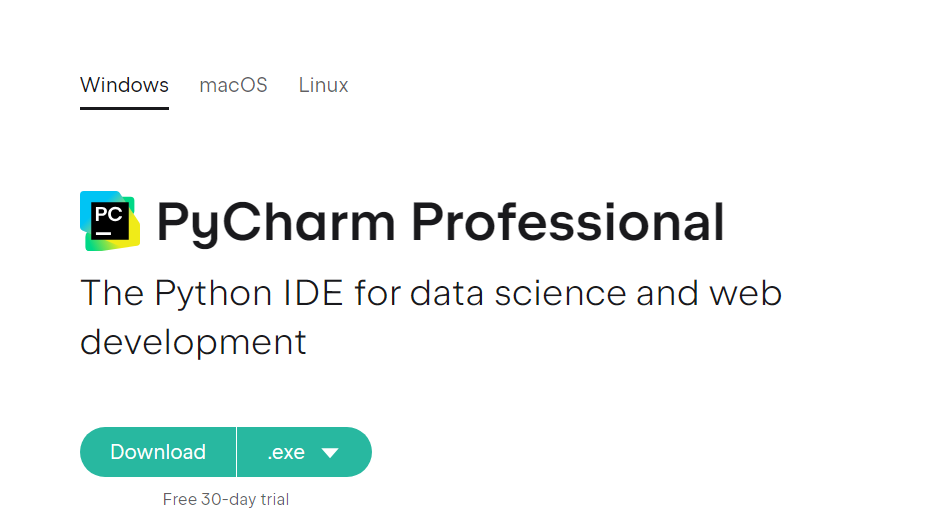 Windows macOS Linux
PC
PyCharm Professional
The Python IDE for data science and web
development
Download .exe
Free 30-day trial